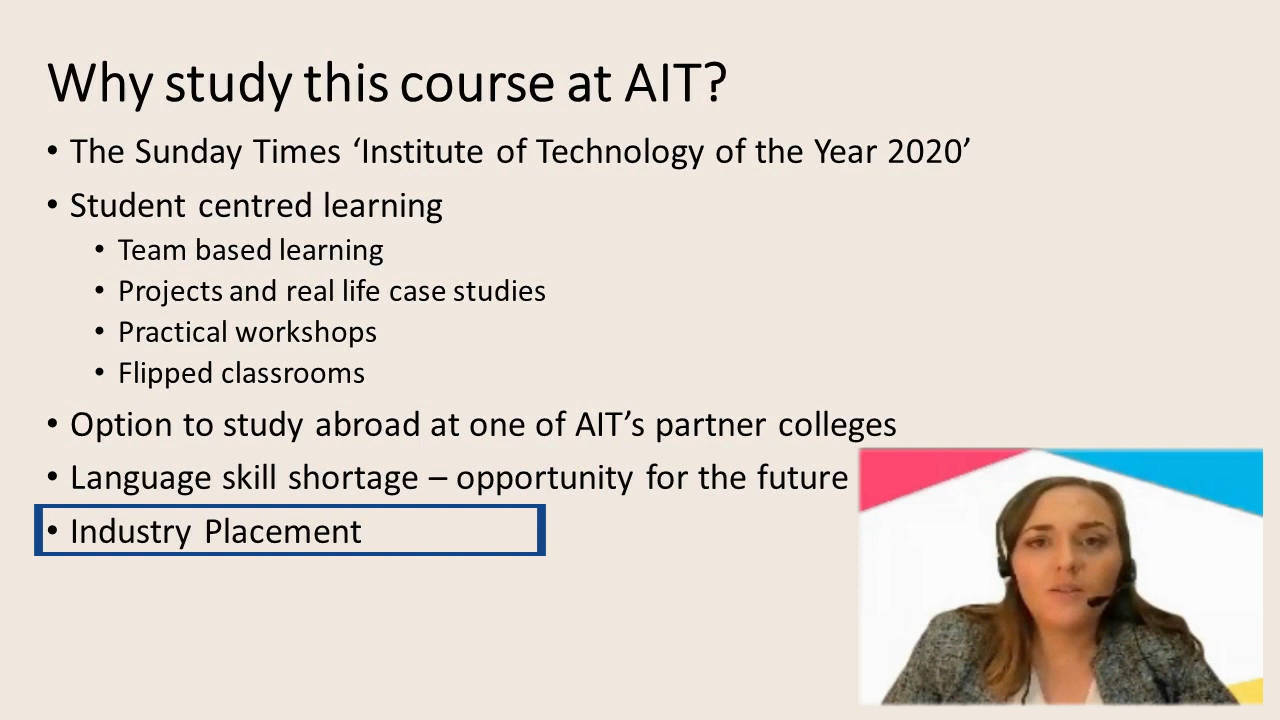 Why study this course at AIT?
• The Sunday Times ‘Institute of Technology of the Year 2020’
• Student centred learning
• Team based learning
• Projects and real life case studies
• Practical workshops
• Flipped classrooms
• Option to study abroad at one of AIT’s partner colleges
• Language skill shortage – opportunity for the future
• Industry Placement